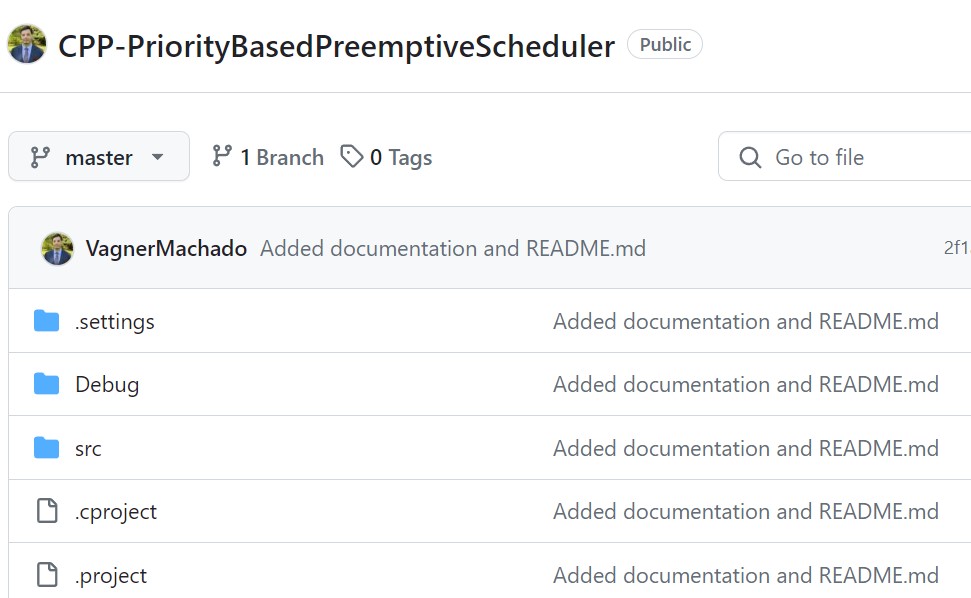 CPP-PriorityBasedPreemptiveScheduler Public
master 1 Branch 0 Tags Go to file
VagnerMachado Added documentation and README.md 2f1
.settings Added documentation and README.md
Debug Added documentation and README.md
src Added documentation and README.md
.cproject Added documentation and README.md
.project Added documentation and README.md